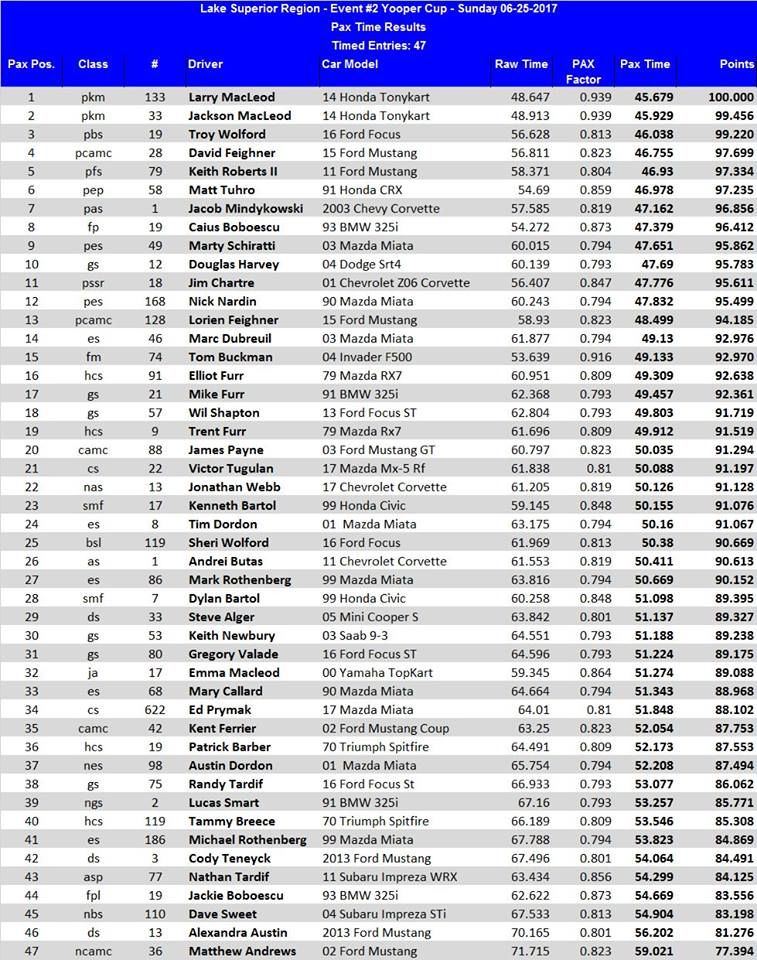 Lake Superior Region - Event #2 Yooper Cup - Sunday 06-25-2017
Pax Time Results
Timed Entries: 47
Pax Pos. Class # Driver Car Model Raw Time PAX Factor Pax Time Points
1 pkm 133 Larry MacLeod 14 Honda Tonykart 48.647 0.939 45.679 100.000
2 pkm 33 Jackson MacLeod 14 Honda Tonykart 48.913 0.939 45.929 99.456
3 pbs 19 Troy Wolford 16 Ford Focus 56.628 0.813 46.038 99.220
4 pcamc 28 David Feighner 15 Ford Mustang 56.811 0.823 46.755 97.699
5 pfs 79 Keith Roberts II 11 Ford Mustang 58.371 0.804 46.93 97.334
6 pep 58 Matt Tuhro 91 Honda CRX 54.69 0.859 46.978 97.235
7 pas 1 Jacob Mindykowski 2003 Chevy Corvette 57.585 0.819 47.162 96.856
8 fp 19 Caius Boboescu 93 BMW 325i 54.272 0.873 47.379 96.412
9 pes 49 Marty Schiratti 03 Mazda Miata 60.015 0.794 47.651 95.862
10 gs 12 Douglas Harvey 04 Dodge Srt4 60.139 0.793 47.69 95.783
11 pssr 18 Jim Chartre 01 Chevrolet Z06 Corvette 56.407 0.847 47.776 95.611
12 pes 168 Nick Nardin 90 Mazda Miata 60.243 0.794 47.832 95.499
13 pcamc 128 Lorien Feighner 15 Ford Mustang 58.93 0.823 48.499 94.185
14 es 46 Marc Dubreuil 03 Mazda Miata 61.877 0.794 49.13 92.976
15 fm 74 Tom Buckman 04 Invader F500 53.639 0.916 49.133 92.970
16 hcs 91 Elliot Furr 79 Mazda RX7 60.951 0.809 49.309 92.638
17 gs 21 Mike Furr 91 BMW 325i 62.368 0.793 49.457 92.361
18 gs 57 Wil Shapton 13 Ford Focus ST 62.804 0.793 49.803 91.719
19 hcs 9 Trent Furr 79 Mazda Rx7 61.696 0.809 49.912 91.519
20 camc 88 James Payne 03 Ford Mustang GT 60.797 0.823 50.035 91.294
21 cs 22 Victor Tugulan 17 Mazda Mx-5 Rf 61.838 0.81 50.088 91.197
22 nas 13 Jonathan Webb 17 Chevrolet Corvette 61.205 0.819 50.126 91.128
23 smf 17 Kenneth Bartol 99 Honda Civic 59.145 0.848 50.155 91.076
24 es 8 Tim Dordon 01 Mazda Miata 63.175 0.794 50.16 91.067
25 bsl 119 Sheri Wolford 16 Ford Focus 61.969 0.813 50.38 90.669
26 as 1 Andrei Butas 11 Chevrolet Corvette 61.553 0.819 50.411 90.613
27 es 86 Mark Rothenberg 99 Mazda Miata 63.816 0.794 50.669 90.152
28 smf 7 Dylan Bartol 99 Honda Civic 60.258 0.848 51.098 89.395
29 ds 33 Steve Alger 05 Mini Cooper S 63.842 0.801 51.137 89.327
30 gs 53 Keith Newbury 03 Saab 9-3 64.551 0.793 51.188 89.238
31 gs 80 Gregory Valade 16 Ford Focus ST 64.596 0.793 51.224 89.175
32 ja 17 Emma Macleod 00 Yamaha TopKart 59.345 0.864 51.274 89.088
33 es 68 Mary Callard 90 Mazda Miata 64.664 0.794 51.343 88.968
34 cs 622 Ed Prymak 17 Mazda Miata 64.01 0.81 51.848 88.102
35 camc 42 Kent Ferrier 02 Ford Mustang Coup 63.25 0.823 52.054 87.753
36 hcs 19 Patrick Barber 70 Triumph Spitfire 64.491 0.809 52.173 87.553
37 nes 98 Austin Dordon 01 Mazda Miata 65.754 0.794 52.208 87.494
38 gs 75 Randy Tardif 16 Ford Focus St 66.933 0.793 53.077 86.062
39 ngs 2 Lucas Smart 91 BMW 325i 67.16 0.793 53.257 85.771
40 hcs 119 Tammy Breece 70 Triumph Spitfire 66.189 0.809 53.546 85.308
41 es 186 Michael Rothenberg 99 Mazda Miata 67.788 0.794 53.823 84.869
42 ds 3 Cody Teneyck 2013 Ford Mustang 67.496 0.801 54.064 84.491
43 asp 77 Nathan Tardif 11 Subaru Impreza WRX 63.434 0.856 54.299 84.125
44 fpl 19 Jackie Boboescu 93 BMW 325i 62.622 0.873 54.669 83.556
45 nbs 110 Dave Sweet 04 Subaru Impreza STi 67.533 0.813 54.904 83.198
46 ds 13 Alexandra Austin 2013 Ford Mustang 70.165 0.801 56.202 81.276
47 ncamc 36 Matthew Andrews 02 Ford Mustang 71.715 0.823 59.021 77.394